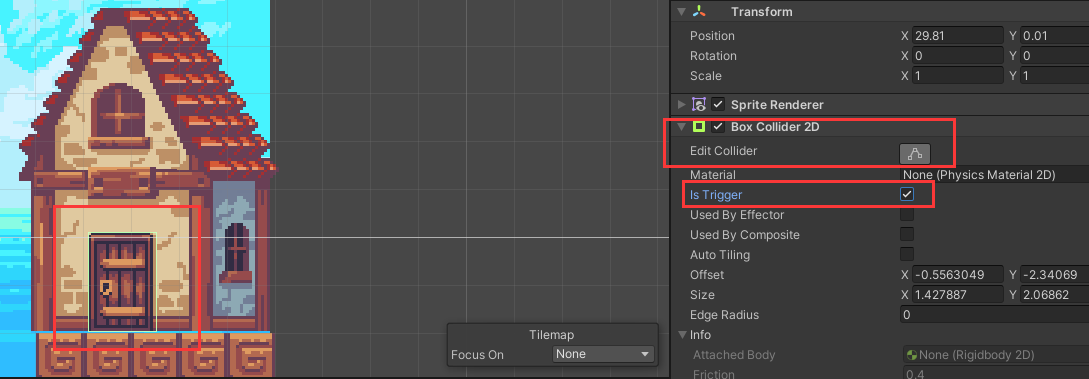 Transform
Position X 29.81 Y 0.01
Rotation X 0 Y 0
Scale X 1 Y 1
Sprite Renderer
Box Collider 2D
Edit Collider
Material None (Physics Material 2D)
Is Trigger
Used By Effector
Used By Composite
Auto Tiling
Offset X -0.5563049 Y -2.34069
Size X 1.427887 Y 2.06862
Edge Radius 0
Info
Attached Body None (Rigidbody 2D)
Friction 0.4
Tilemap
Focus On None